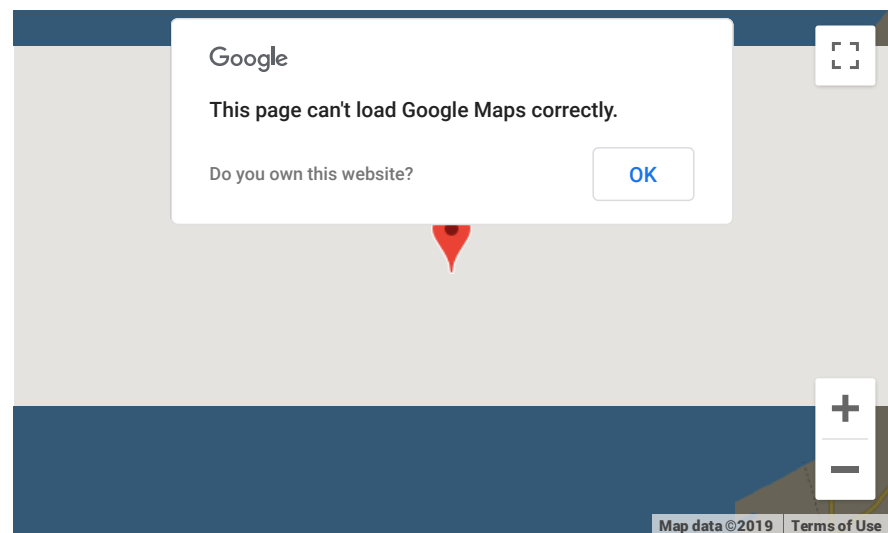 Google
This page can't load Google Maps correctly.
Do you own this website?
OK
Map data ©2019
Terms of Use